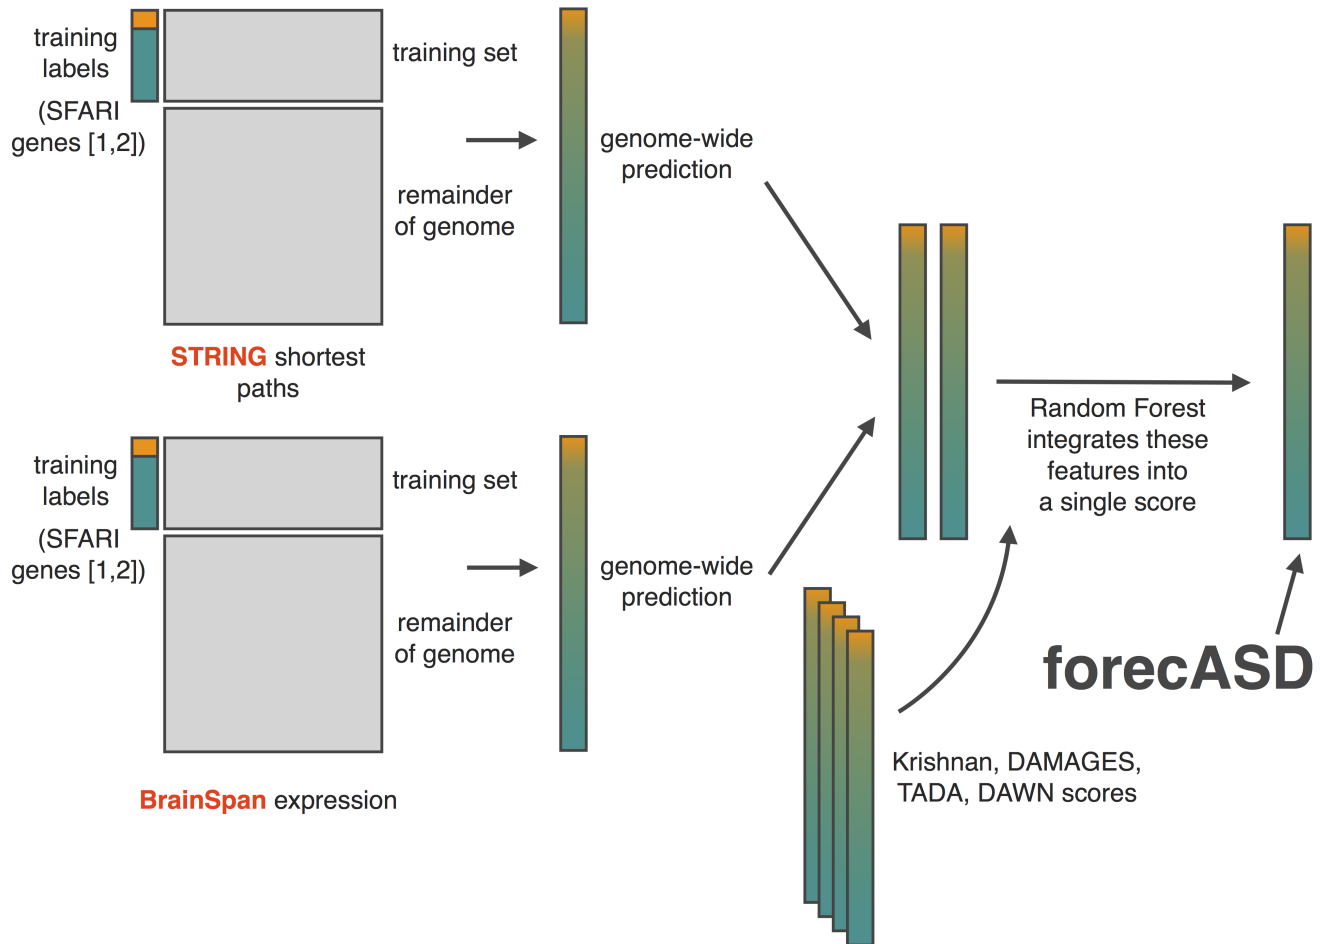 training
labels
(SFARI
genes [1,2])
training set
remainder
of genome
genome-wide
prediction
STRING shortest
paths
training
labels
(SFARI
genes [1,2])
training set
remainder
of genome
genome-wide
prediction
BrainSpan expression
Random Forest
integrates these
features into
a single score
forecASD
Krishnan, DAMAGES,
TADA, DAWN scores